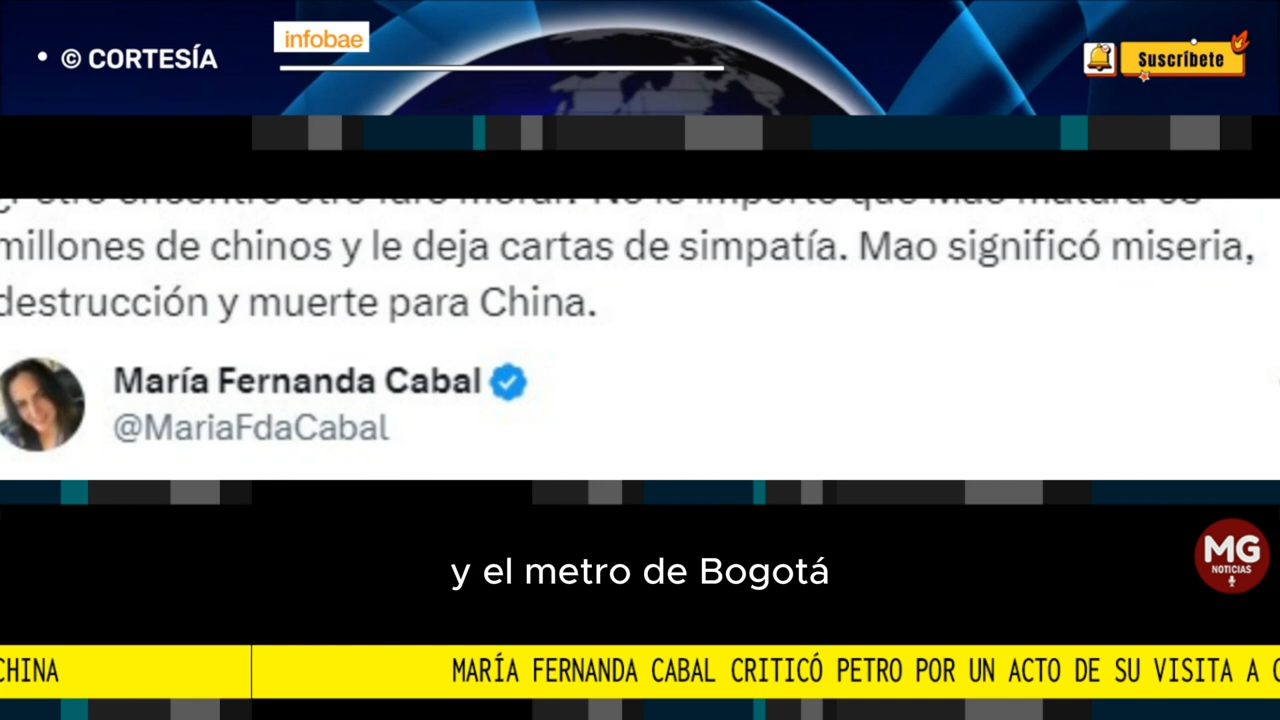 • © CORTESÍA
infobae
Suscríbete
millones de chinos y le deja cartas de simpatía. Mao significó miseria,
destrucción y muerte para China.
María Fernanda Cabal
@MariaFdaCabal
y el metro de Bogotá
MG
NOTICIAS
CHINA
MARÍA FERNANDA CABAL CRITICÓ PETRO POR UN ACTO DE SU VISITA A